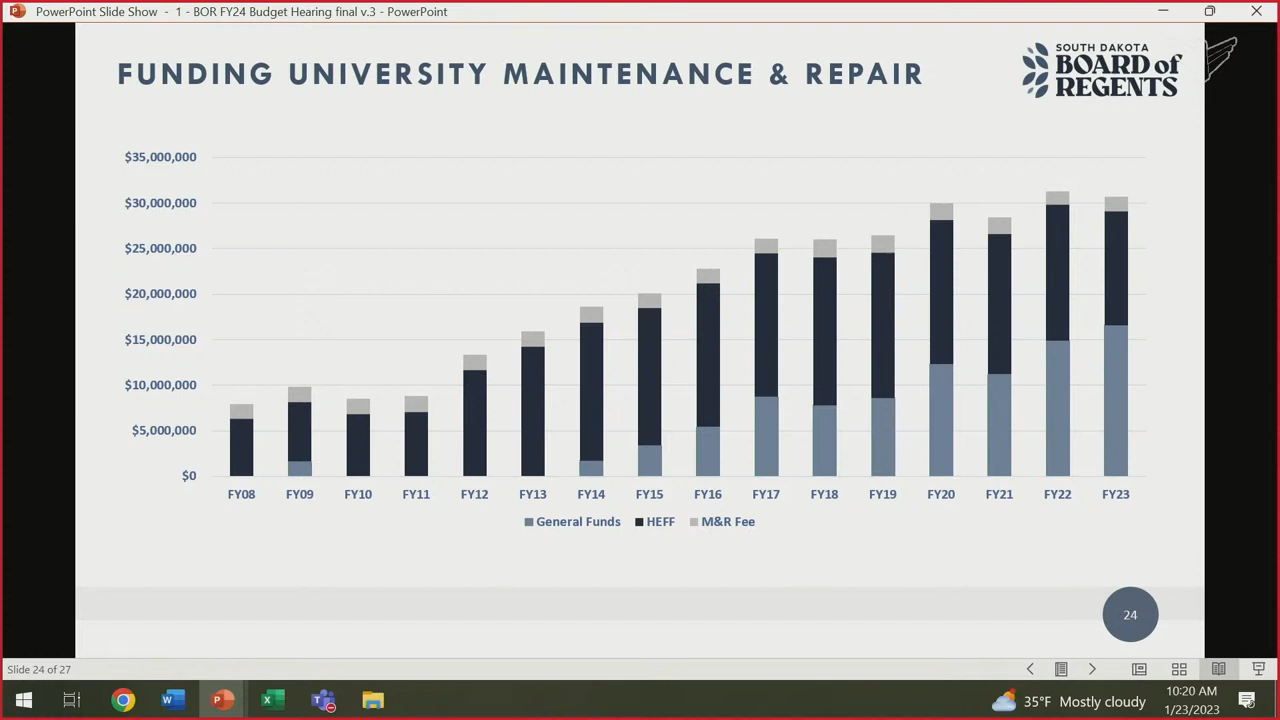 PowerPoint Slide Show - 1 - BOR FY24 Budget Hearing final v.3 - PowerPoint
FUNDING UNIVERSITY MAINTENANCE & REPAIR
SOUTH DAKOTA
BOARD of
REGENTS
$35,000,000
$30,000,000
$25,000,000
$20,000,000
$15,000,000
$10,000,000
$5,000,000
$0
FY08 FY09 FY10 FY11 FY12 FY13 FY14 FY15 FY16 FY17 FY18 FY19 FY20 FY21 FY22 FY23
General Funds HEFF M&R Fee
24
Slide 24 of 27
35°F Mostly cloudy
10:20 AM
1/23/2023